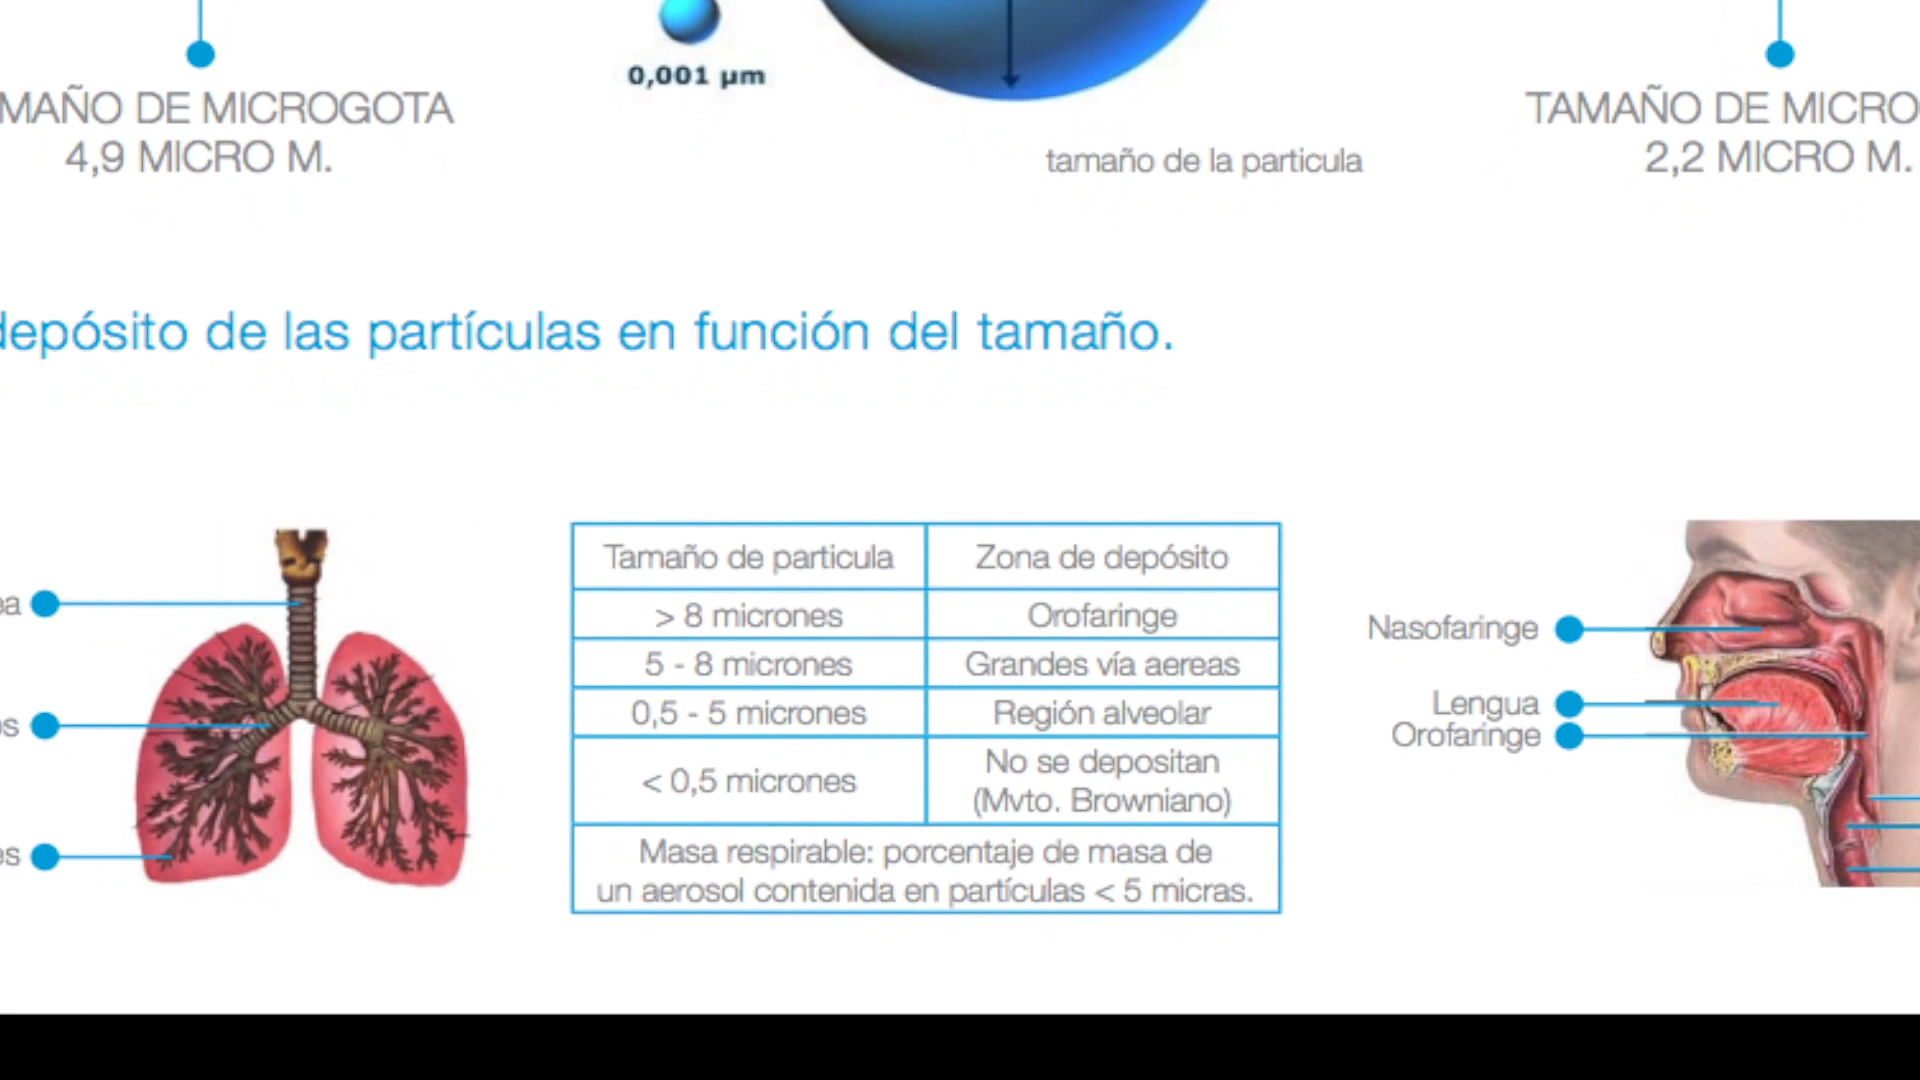 0,001 µm
MAÑO DE MICROGOTA
4,9 MICRO M.
tamaño de la particula
TAMAÑO DE MICRO
2,2 MICRO M.
depósito de las partículas en función del tamaño.
Tamaño de particula Zona de depósito
> 8 micrones Orofaringe
5 - 8 micrones Grandes vía aereas
0,5 - 5 micrones Región alveolar
< 0,5 micrones No se depositan
(Mvto. Browniano)
Masa respirable: porcentaje de masa de
un aerosol contenida en partículas < 5 micras.
Nasofaringe
Lengua
Orofaringe